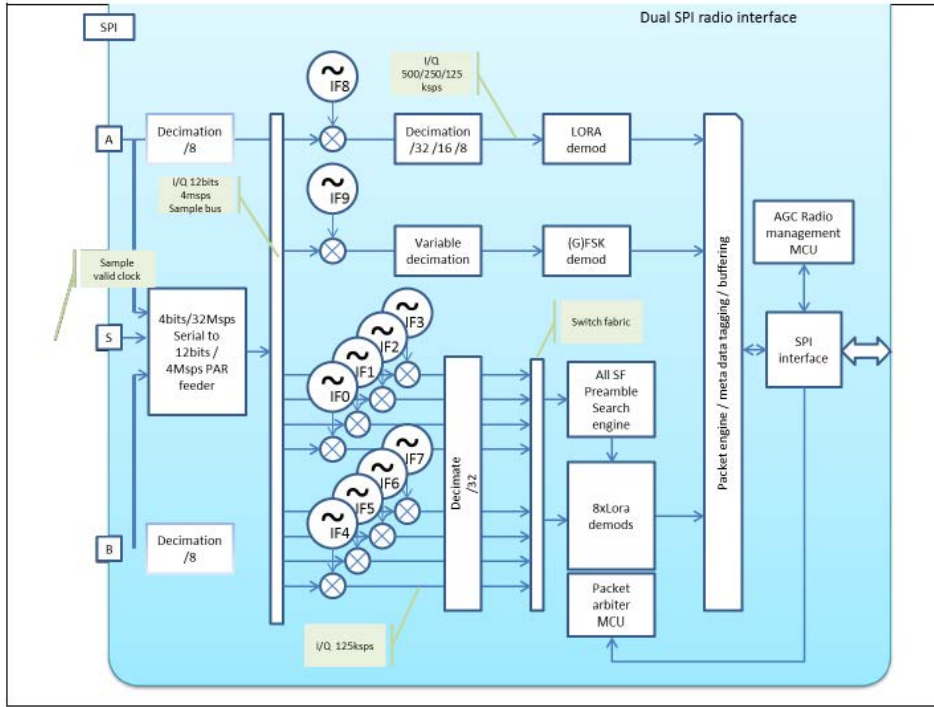 Dual SPI radio interface
SPI
I/Q
500/250/125
ksps
~
IF8
A
Decimation
/8
Decimation
/32 /16 /8
LORA
demod
I/Q 12bits
4msps
Sample bus
~
IF9
Variable
decimation
(G)FSK
demod
AGC Radio
management
MCU
Sample
valid clock
S
4bits/32Msps
Serial to
12bits /
4Msps PAR
feeder
~
IF3
~
IF2
~
IF1
~
IF0
Switch fabric
All SF
Preamble
Search
engine
SPI
interface
Packet engine / meta data tagging / buffering
Decimate
/32
~
IF7
~
IF6
~
IF5
~
IF4
8xLora
demods
B
Decimation
/8
Packet
arbiter
MCU
I/Q 125ksps